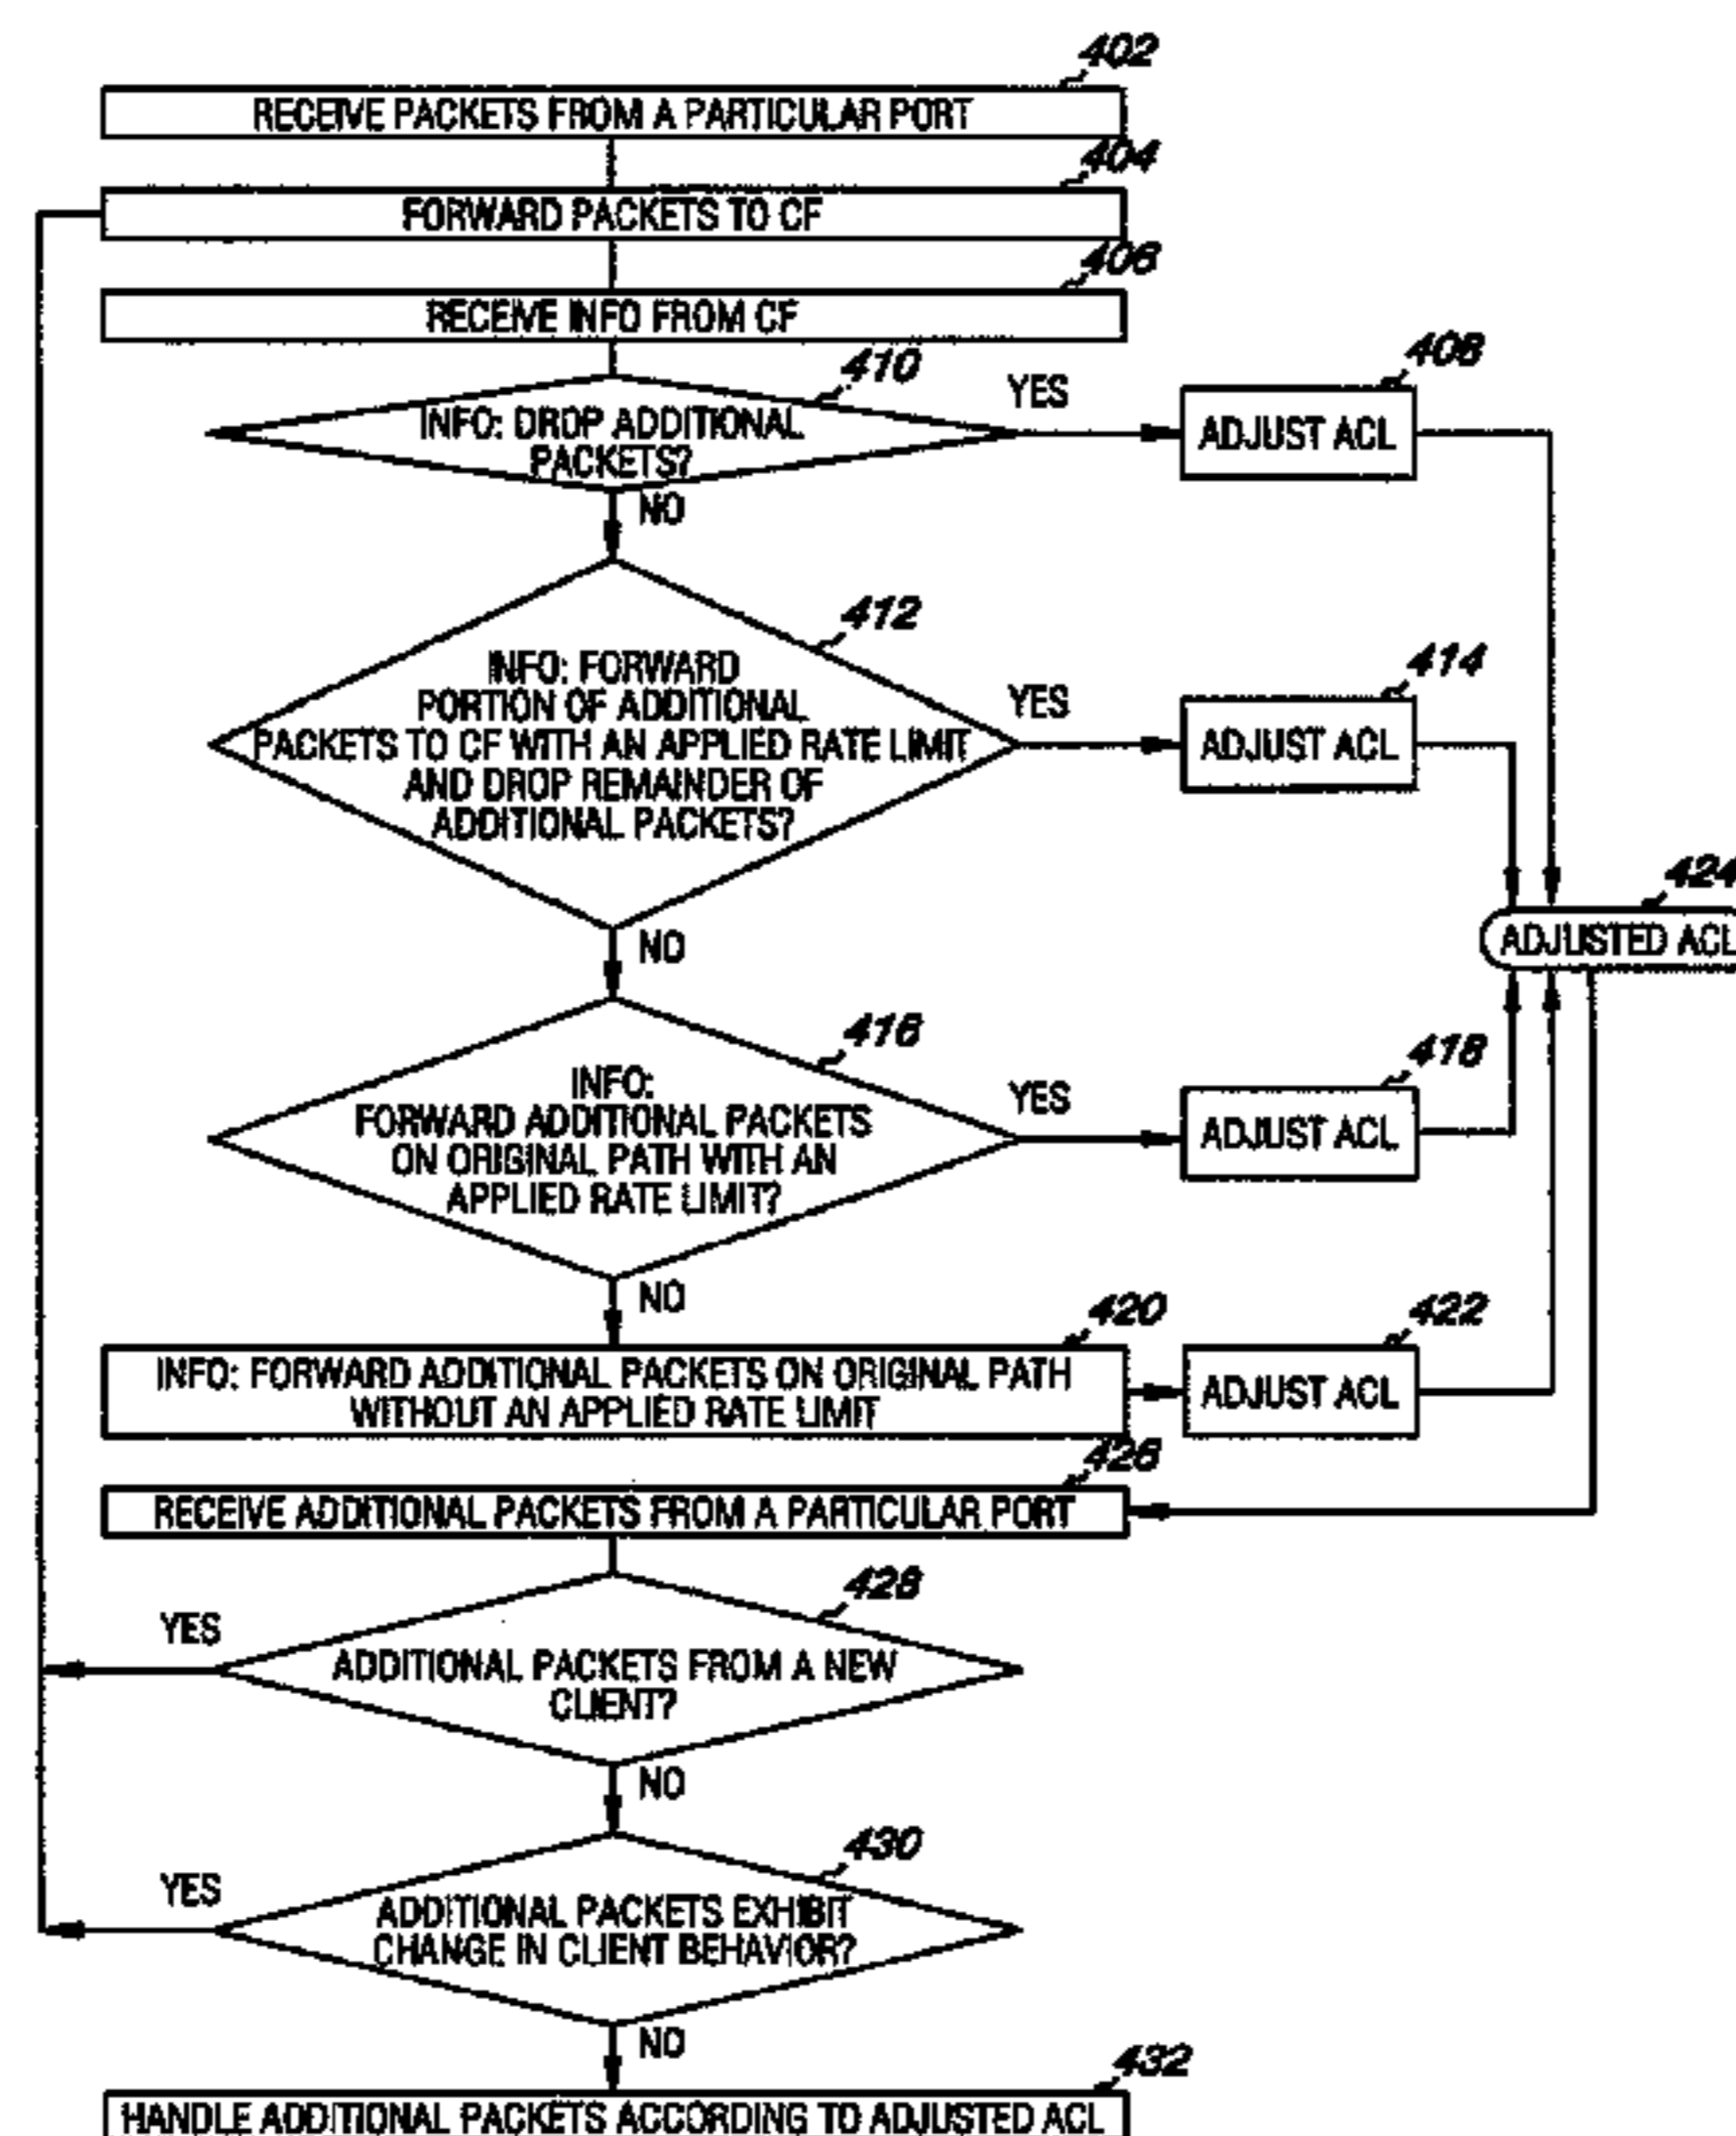 402
RECEIVE PACKETS FROM A PARTICULAR PORT
404
FORWARD PACKETS TO CF
406
RECEIVE INFO FROM CF
410
INFO: DROP ADDITIONAL
PACKETS?
YES
408
ADJUST ACL
NO
412
INFO: FORWARD
PORTION OF ADDITIONAL
PACKETS TO CF WITH AN APPLIED RATE LIMIT
AND DROP REMAINDER OF
ADDITIONAL PACKETS?
YES
414
ADJUST ACL
424
ADJUSTED ACL
NO
416
INFO:
FORWARD ADDITIONAL PACKETS
ON ORIGINAL PATH WITH AN
APPLIED RATE LIMIT?
YES
418
ADJUST ACL
NO
420
INFO: FORWARD ADDITIONAL PACKETS ON ORIGINAL PATH
WITHOUT AN APPLIED RATE LIMIT
422
ADJUST ACL
426
RECEIVE ADDITIONAL PACKETS FROM A PARTICULAR PORT
428
YES
ADDITIONAL PACKETS FROM A NEW
CLIENT?
NO
430
YES
ADDITIONAL PACKETS EXHIBIT
CHANGE IN CLIENT BEHAVIOR?
NO
432
HANDLE ADDITIONAL PACKETS ACCORDING TO ADJUSTED ACL